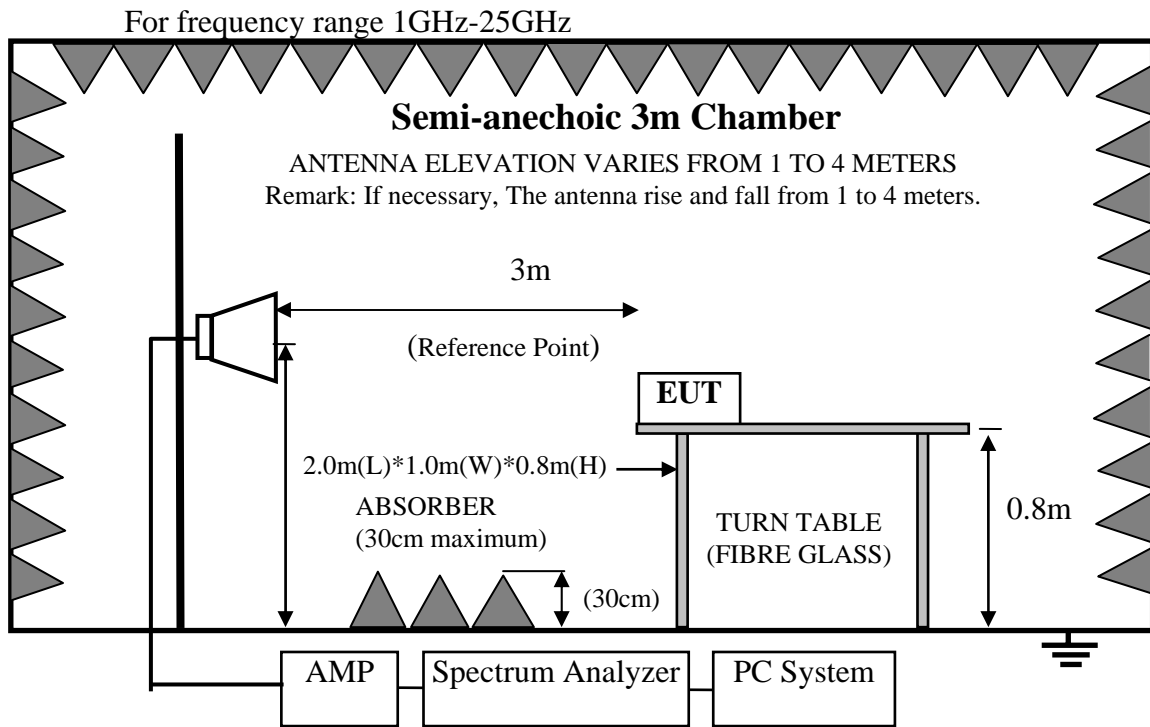 For frequency range 1GHz-25GHz
Semi-anechoic 3m Chamber
ANTENNA ELEVATION VARIES FROM 1 TO 4 METERS
Remark: If necessary, The antenna rise and fall from 1 to 4 meters.
3m
(Reference Point)
EUT
2.0m(L)*1.0m(W)*0.8m(H)
ABSORBER
(30cm maximum)
(30cm)
TURN TABLE
(FIBRE GLASS)
0.8m
AMP
Spectrum Analyzer
PC System